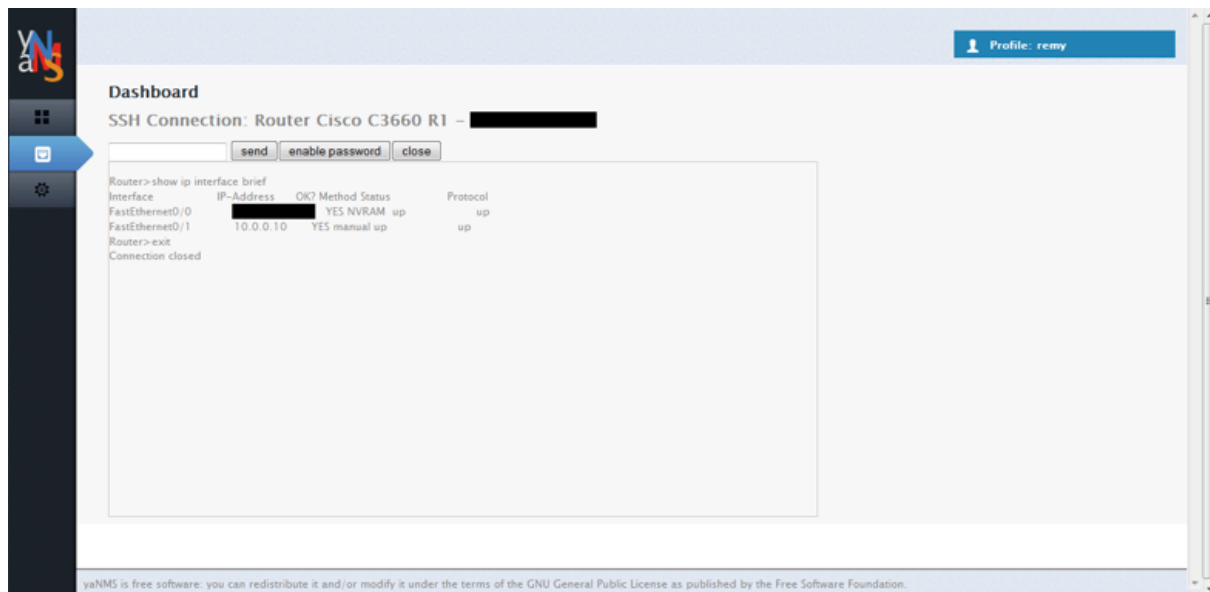 yaNMS
Profile: remy
Dashboard
SSH Connection: Router Cisco C3660 R1 –
send enable password close
Router>show ip interface brief
Interface IP-Address OK? Method Status Protocol
FastEthernet0/0 YES NVRAM up up
FastEthernet0/1 10.0.0.10 YES manual up up
Router>exit
Connection closed
yaNMS is free software: you can redistribute it and/or modify it under the terms of the GNU General Public License as published by the Free Software Foundation.